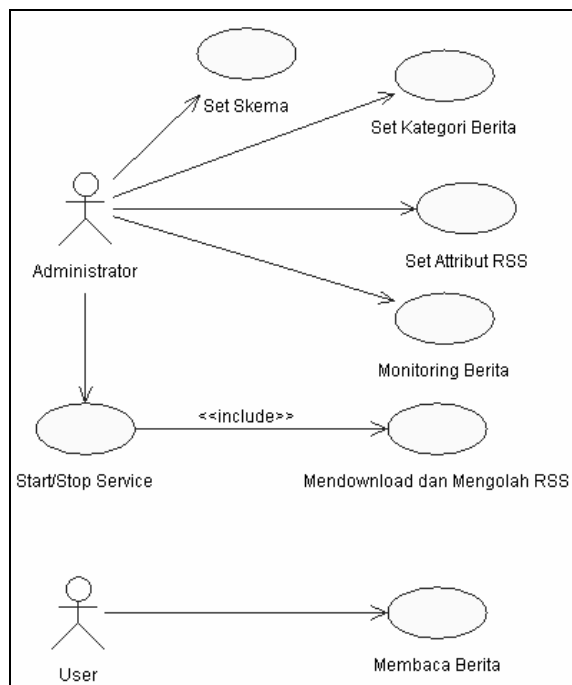 Set Skema
Set Kategori Berita
Administrator
Set Attribut RSS
Monitoring Berita
<<include>>
Start/Stop Service
Mendownload dan Mengolah RSS
User
Membaca Berita